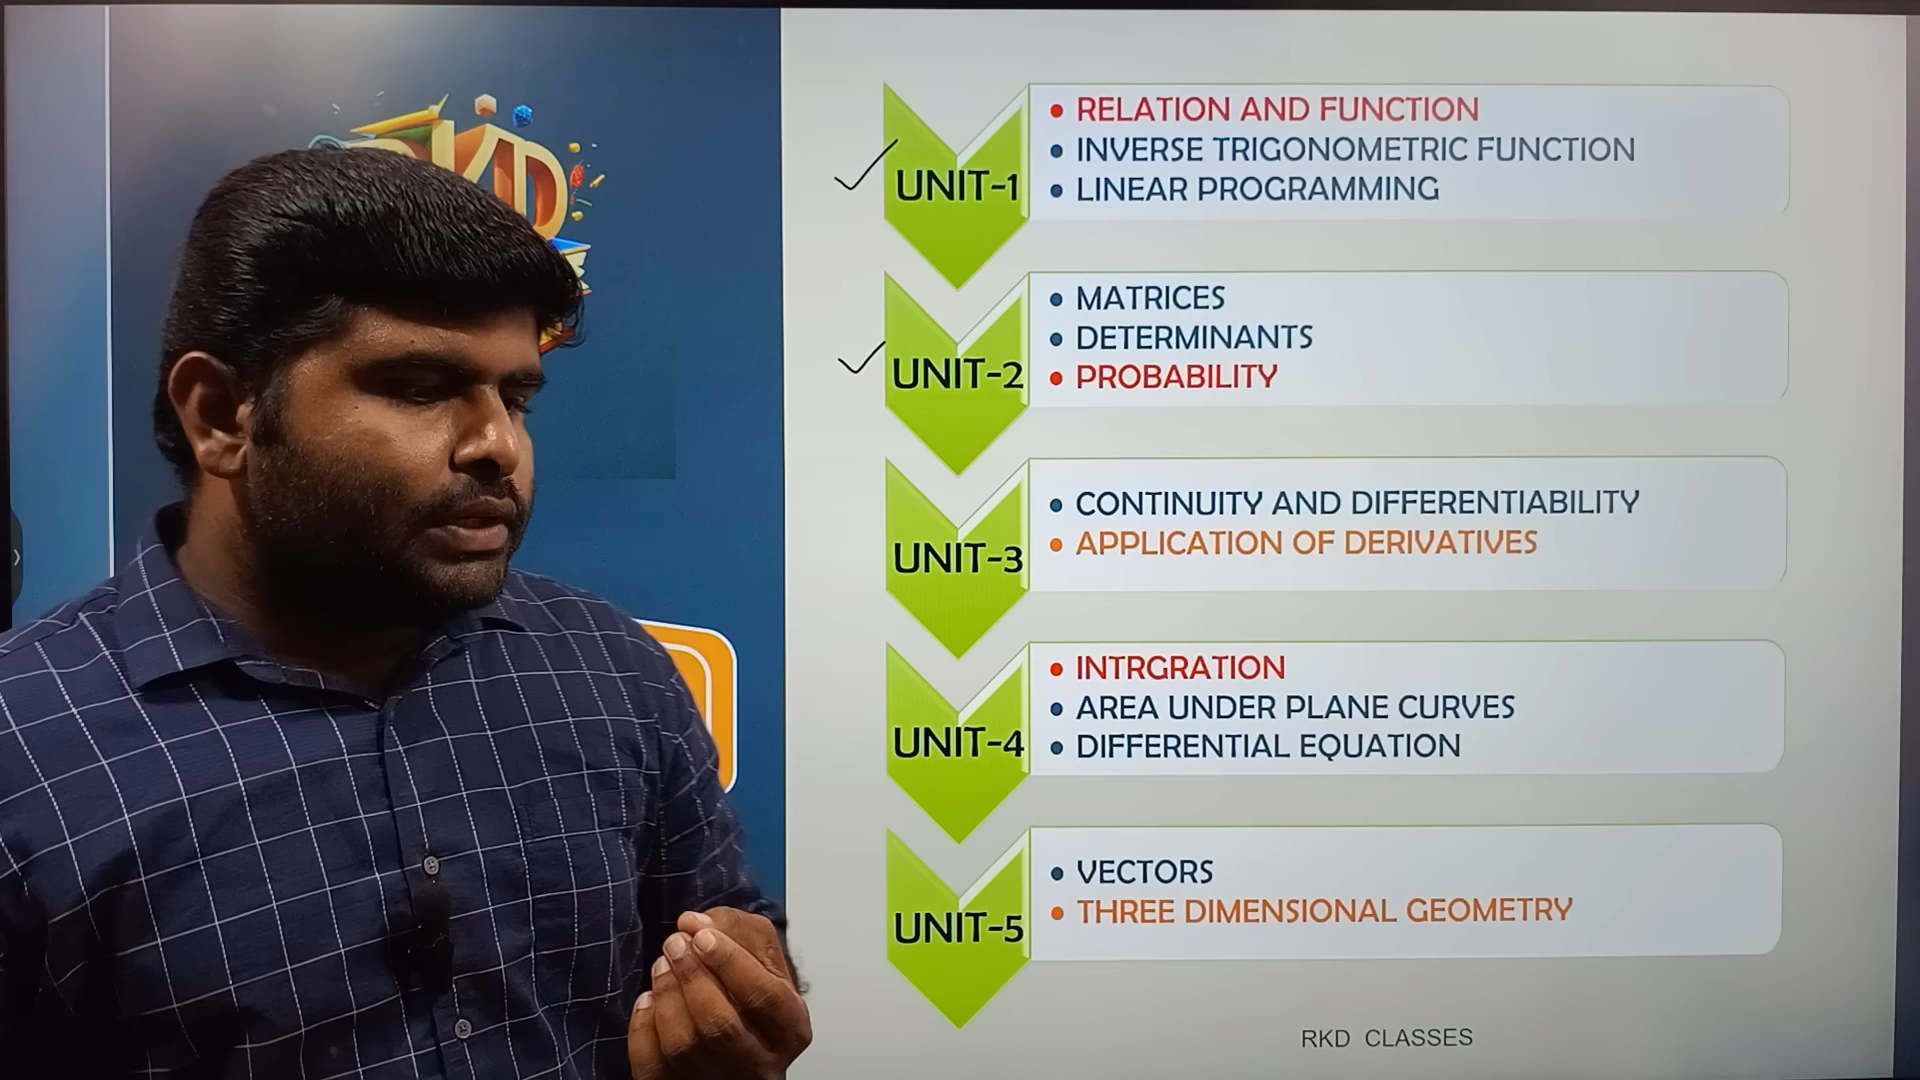 RKD
UNIT-1
• RELATION AND FUNCTION
• INVERSE TRIGONOMETRIC FUNCTION
• LINEAR PROGRAMMING
UNIT-2
• MATRICES
• DETERMINANTS
• PROBABILITY
UNIT-3
• CONTINUITY AND DIFFERENTIABILITY
• APPLICATION OF DERIVATIVES
UNIT-4
• INTRGRATION
• AREA UNDER PLANE CURVES
• DIFFERENTIAL EQUATION
UNIT-5
• VECTORS
• THREE DIMENSIONAL GEOMETRY
RKD CLASSES